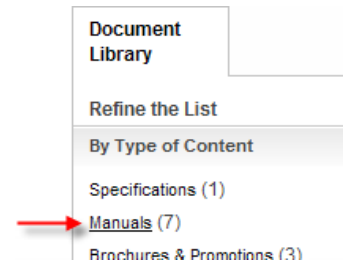 Document
Library
Refine the List
By Type of Content
Specifications (1)
Manuals (7)
Brochures & Promotions (3)